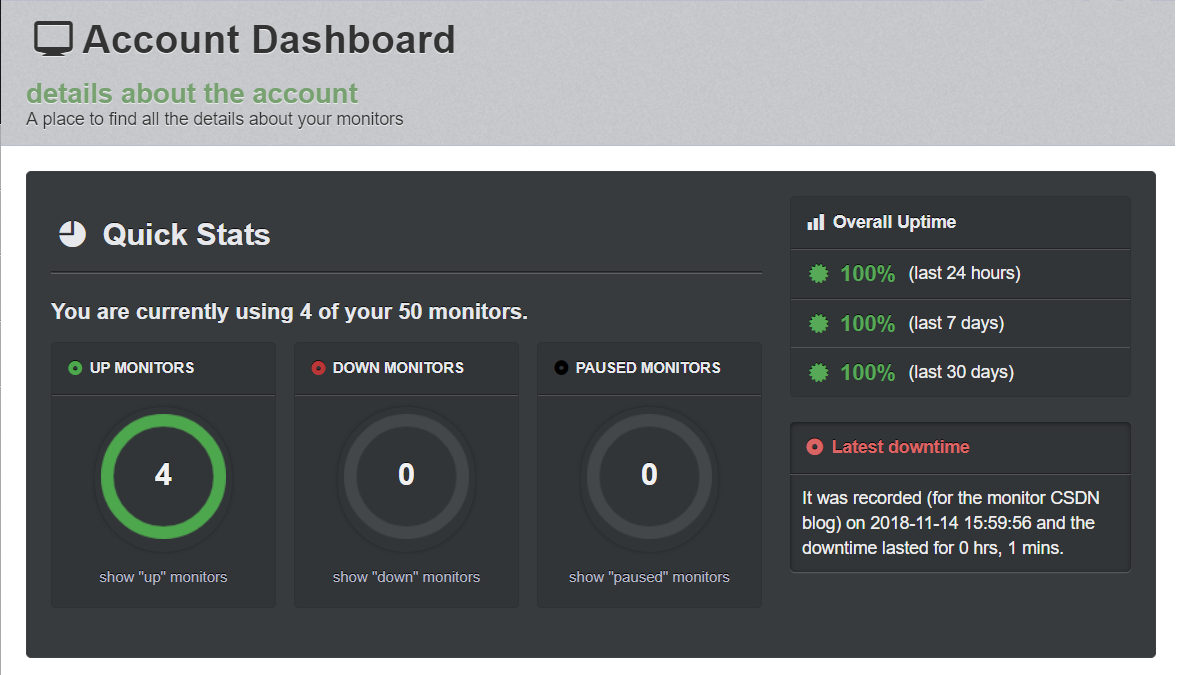 Account Dashboard
details about the account
A place to find all the details about your monitors
Quick Stats
You are currently using 4 of your 50 monitors.
UP MONITORS
4
show "up" monitors
DOWN MONITORS
0
show "down" monitors
PAUSED MONITORS
0
show "paused" monitors
Overall Uptime
100% (last 24 hours)
100% (last 7 days)
100% (last 30 days)
Latest downtime
It was recorded (for the monitor CSDN
blog) on 2018-11-14 15:59:56 and the
downtime lasted for 0 hrs, 1 mins.